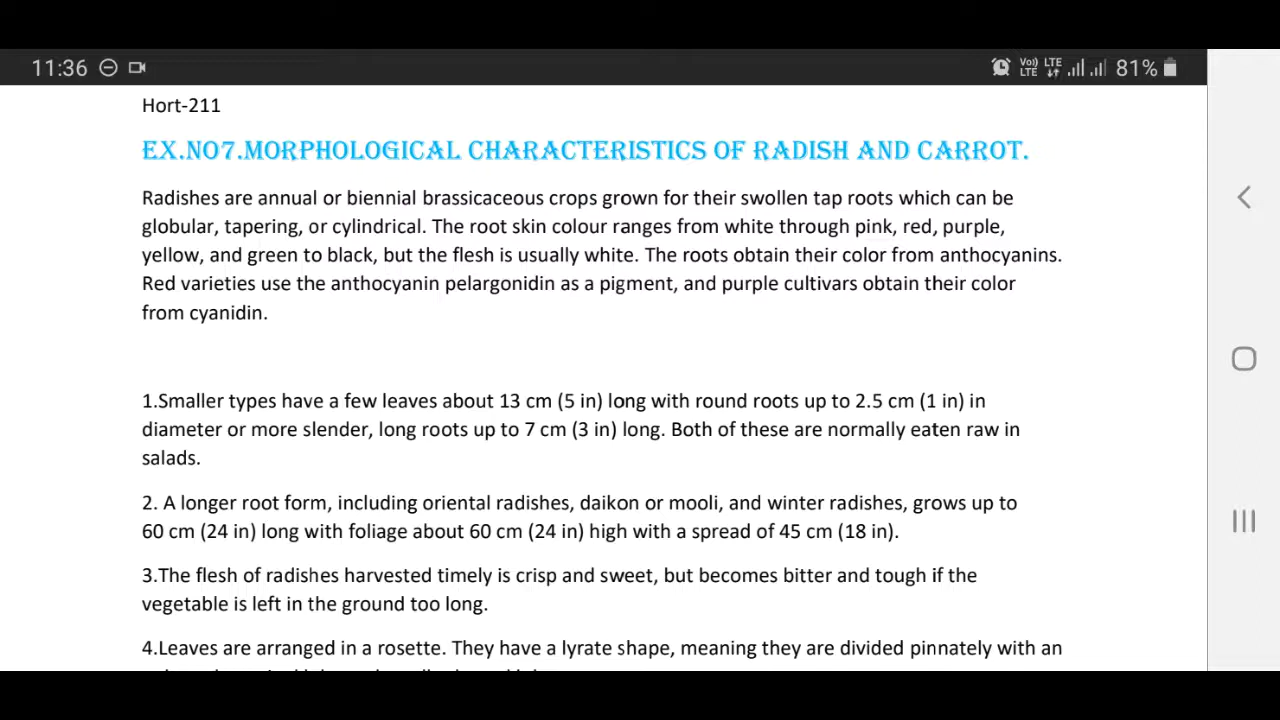 11:36
Vo) LTE LTE 81%
Hort-211
EX.NO7.MORPHOLOGICAL CHARACTERISTICS OF RADISH AND CARROT.
Radishes are annual or biennial brassicaceous crops grown for their swollen tap roots which can be
globular, tapering, or cylindrical. The root skin colour ranges from white through pink, red, purple,
yellow, and green to black, but the flesh is usually white. The roots obtain their color from anthocyanins.
Red varieties use the anthocyanin pelargonidin as a pigment, and purple cultivars obtain their color
from cyanidin.
1.Smaller types have a few leaves about 13 cm (5 in) long with round roots up to 2.5 cm (1 in) in
diameter or more slender, long roots up to 7 cm (3 in) long. Both of these are normally eaten raw in
salads.
2. A longer root form, including oriental radishes, daikon or mooli, and winter radishes, grows up to
60 cm (24 in) long with foliage about 60 cm (24 in) high with a spread of 45 cm (18 in).
3.The flesh of radishes harvested timely is crisp and sweet, but becomes bitter and tough if the
vegetable is left in the ground too long.
4.Leaves are arranged in a rosette. They have a lyrate shape, meaning they are divided pinnately with an